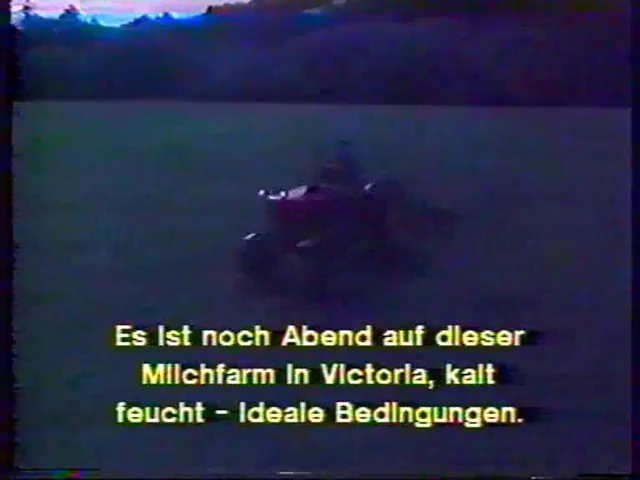 Es ist noch Abend auf dieser
Milchfarm in Victoria, kalt
feucht - ideale Bedingungen.